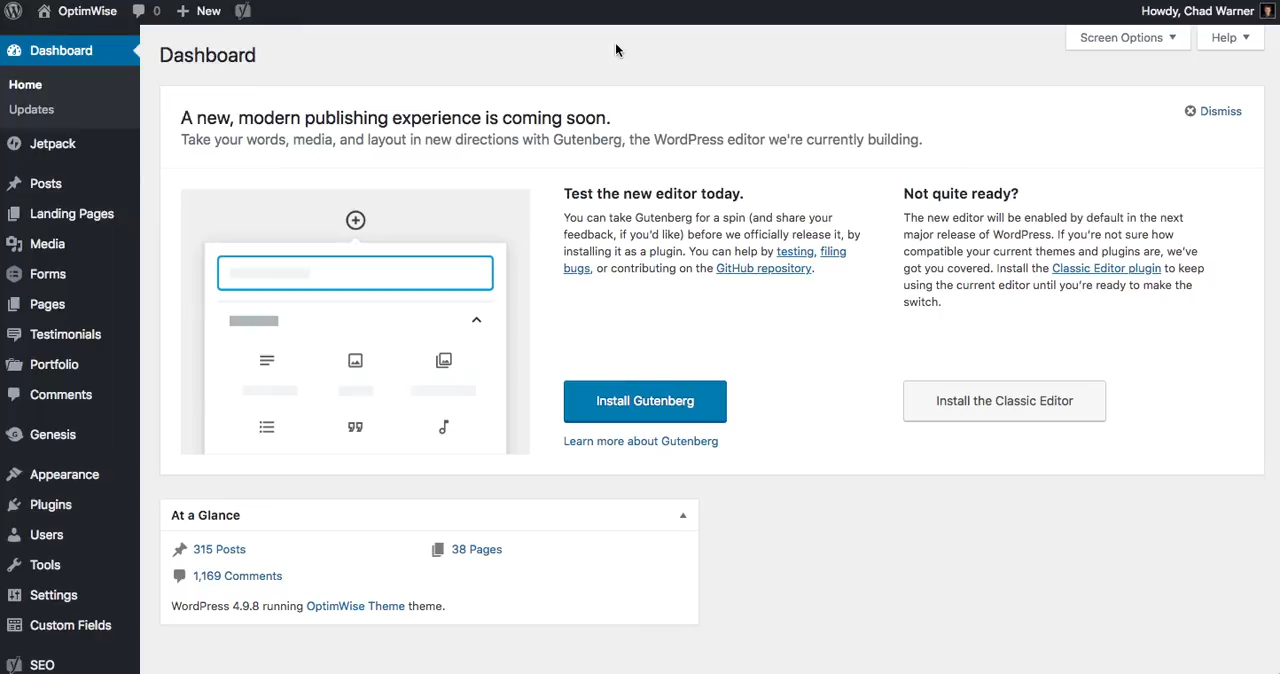 OptimWise 0 New Howdy, Chad Warner
Dashboard
Home
Updates
Jetpack
Posts
Landing Pages
Media
Forms
Pages
Testimonials
Portfolio
Comments
Genesis
Appearance
Plugins
Users
Tools
Settings
Custom Fields
SEO
Screen Options ▼ Help ▼
Dashboard
Dismiss
A new, modern publishing experience is coming soon.
Take your words, media, and layout in new directions with Gutenberg, the WordPress editor we're currently building.
Test the new editor today.
You can take Gutenberg for a spin (and share your
feedback, if you'd like) before we officially release it, by
installing it as a plugin. You can help by testing, filing
bugs, or contributing on the GitHub repository.
Install Gutenberg
Learn more about Gutenberg
Not quite ready?
The new editor will be enabled by default in the next
major release of WordPress. If you're not sure how
compatible your current themes and plugins are, we've
got you covered. Install the Classic Editor plugin to keep
using the current editor until you're ready to make the
switch.
Install the Classic Editor
At a Glance
315 Posts
38 Pages
1,169 Comments
WordPress 4.9.8 running OptimWise Theme theme.